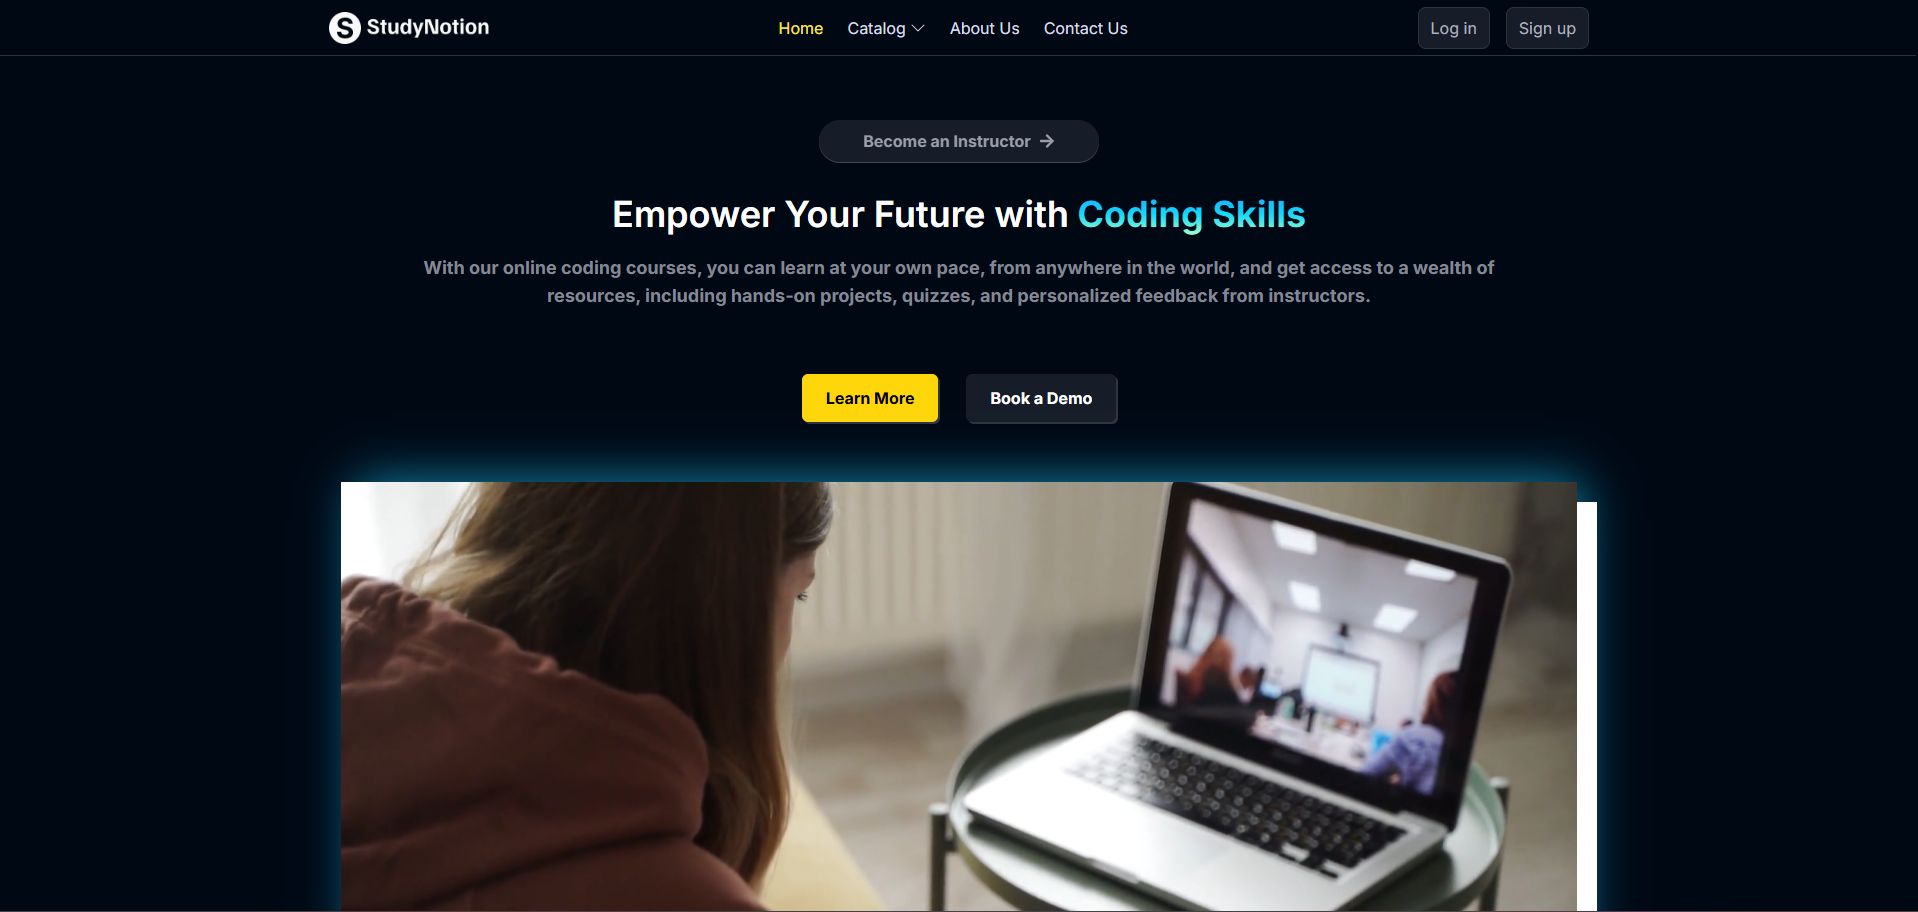 StudyNotion
Home Catalog About Us Contact Us
Log in Sign up
Become an Instructor
Empower Your Future with Coding Skills
With our online coding courses, you can learn at your own pace, from anywhere in the world, and get access to a wealth of
resources, including hands-on projects, quizzes, and personalized feedback from instructors.
Learn More Book a Demo